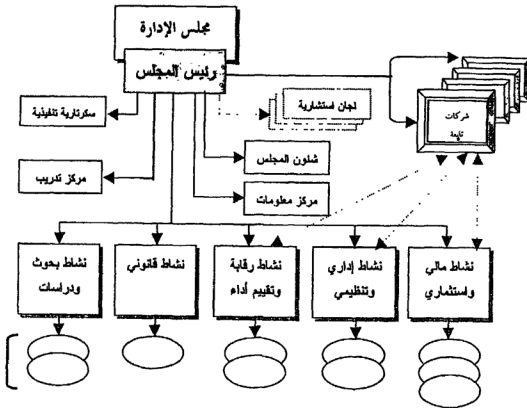 مجلس الإدارة
رئيس المجلس
سكرتارية تنفيذية
لجان استشارية
شركات
تابعة
شئون المجلس
مركز تدريب
مركز معلومات
نشاط مالي
واستثماري
نشاط إداري
وتنظيمي
نشاط رقابة
وتقييم أداء
نشاط قانوني
نشاط بحوث
ودراسات